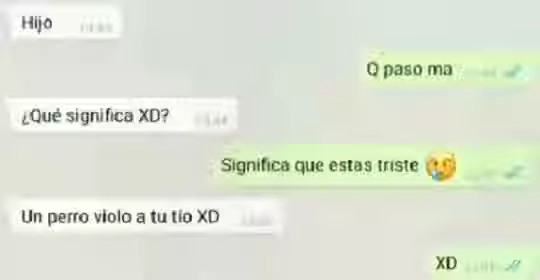 Hijo
Q paso ma
¿Qué significa XD?
Significa que estas triste 😢
Un perro violo a tu tio XD
XD